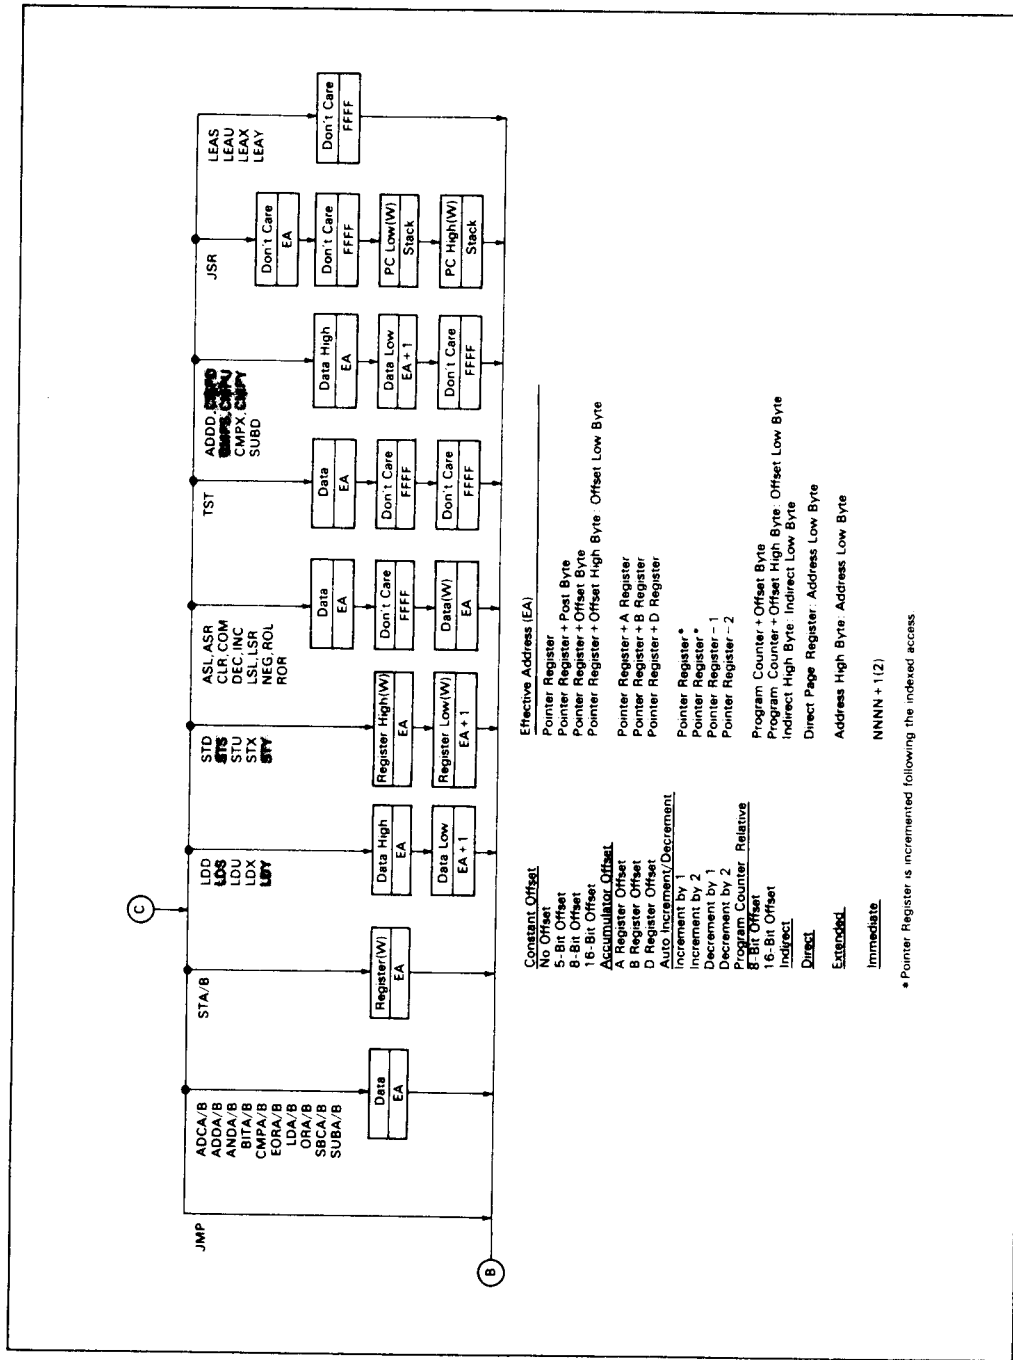 C
JMP
ADCA/B
ADDA/B
ANDA/B
BITA/B
CMPA/B
EORA/B
LDA/B
ORA/B
SBCA/B
SUBA/B
Data
EA
STA/B
Register(W)
EA
LDD
LDS
LDU
LDX
LDY
Data High
EA
Data Low
EA + 1
STD
STS
STU
STX
STY
Register High(W)
EA
Register Low(W)
EA + 1
ASL, ASR
CLR, COM
DEC, INC
LSL, LSR
NEG, ROL
ROR
Data
EA
Don't Care
FFFF
Data(W)
EA
TST
Data
EA
Don't Care
FFFF
Don't Care
FFFF
ADDD, CMPD
CMPS, CMPU
CMPX, CMPY
SUBD
Data High
EA
Data Low
EA + 1
Don't Care
FFFF
JSR
Don't Care
EA
Don't Care
FFFF
PC Low(W)
Stack
PC High(W)
Stack
LEAS
LEAU
LEAX
LEAY
Don't Care
FFFF
B
Effective Address (EA)
Constant Offset
No Offset Pointer Register
5-Bit Offset Pointer Register + Post Byte
8-Bit Offset Pointer Register + Offset Byte
16-Bit Offset Pointer Register + Offset High Byte: Offset Low Byte
Accumulator Offset
A Register Offset Pointer Register + A Register
B Register Offset Pointer Register + B Register
D Register Offset Pointer Register + D Register
Auto Increment/Decrement
Increment by 1 Pointer Register*
Increment by 2 Pointer Register*
Decrement by 1 Pointer Register - 1
Decrement by 2 Pointer Register - 2
Program Counter Relative
8-Bit Offset Program Counter + Offset Byte
16-Bit Offset Program Counter + Offset High Byte: Offset Low Byte
Indirect Indirect High Byte: Indirect Low Byte
Direct Direct Page Register: Address Low Byte
Extended Address High Byte: Address Low Byte
Immediate NNNN + 1(2)
* Pointer Register is incremented following the indexed access.